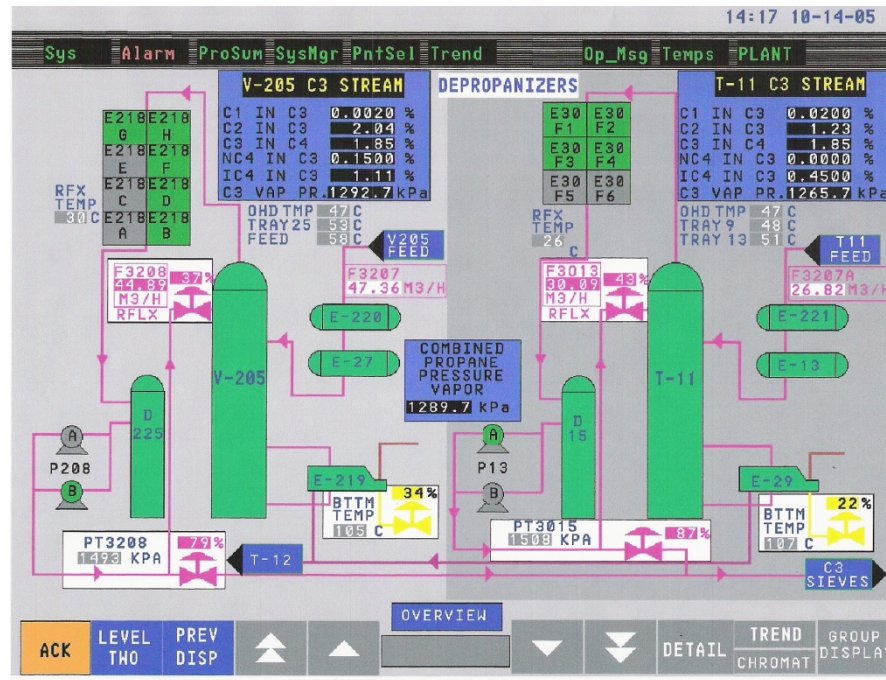 14:17 10-14-05
Sys Alarm ProSum SysMgr PntSel Trend Op_Msg Temps PLANT
DEPROPANIZERS
V-205 C3 STREAM
C1 IN C3 0.0020 %
C2 IN C3 2.04 %
C3 IN C4 1.85 %
NC4 IN C3 0.1500 %
IC4 IN C3 1.11 %
C3 VAP PR. 1292.7 kPa
OHD TMP 47 C
TRAY25 53 C
FEED 58 C
E218 G
E218 H
E218 E
E218 F
E218 C
E218 D
E218 A
E218 B
RFX
TEMP
30 C
V205
FEED
F3207
47.36 M3/H
F3208 37%
44.89
M3/H
RFLX
E-220
E-27
V-205
D
225
A
P208
B
E-219
34%
BTTM
TEMP
105 C
PT3208 79%
1493 KPA
T-12
COMBINED
PROPANE
PRESSURE
VAPOR
1289.7 KPa
T-11 C3 STREAM
C1 IN C3 0.0200 %
C2 IN C3 1.23 %
C3 IN C4 1.85 %
NC4 IN C3 0.0000 %
IC4 IN C3 0.4500 %
C3 VAP PR. 1265.7 kPa
OHD TMP 47 C
TRAY 9 48 C
TRAY 13 51 C
E30 F1
E30 F2
E30 F3
E30 F4
E30 F5
E30 F6
RFX
TEMP
26
C
T11
FEED
F3207A
26.82 M3/H
F3013 43%
30.09
M3/H
RFLX
E-221
E-13
T-11
D
15
A
P13
B
E-29
22%
BTTM
TEMP
107 C
PT3015 87%
1508 KPA
C3
SIEVES
OVERVIEW
ACK
LEVEL
TWO
PREV
DISP
DETAIL
TREND
CHROMAT
GROUP
DISPLA